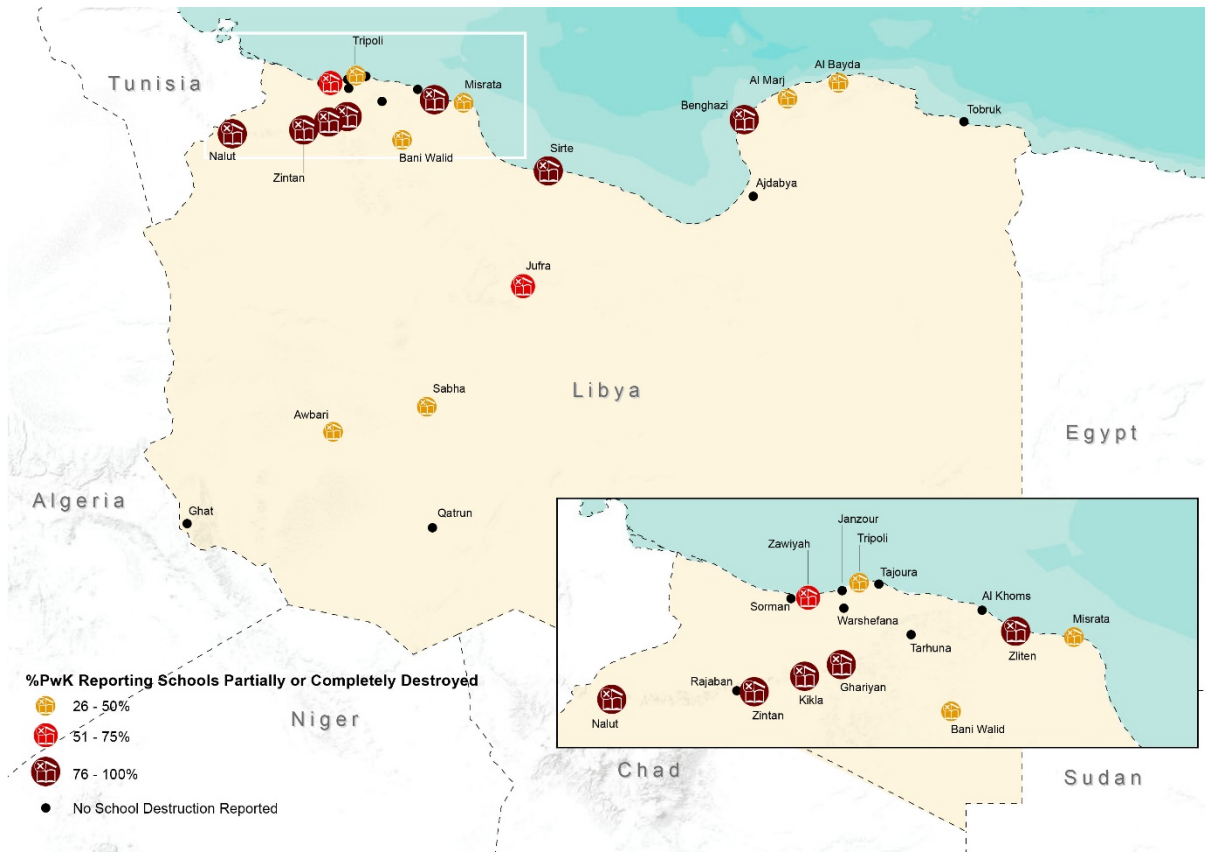 Tripoli
Tunisia
Misrata
Al Bayda
Al Marj
Benghazi
Tobruk
Nalut
Zintan
Bani Walid
Sirte
Ajdabya
Jufra
Sabha
Libya
Awbari
Egypt
Algeria
Ghat
Qatrun
Janzour
Zawiyah
Tripoli
Tajoura
Sorman
Al Khoms
Warshefana
Misrata
Tarhuna
Zliten
Rajaban
Ghariyan
Kikla
Nalut
Zintan
Bani Walid
%PwK Reporting Schools Partially or Completely Destroyed
26 - 50%
51 - 75%
76 - 100%
No School Destruction Reported
Niger
Chad
Sudan